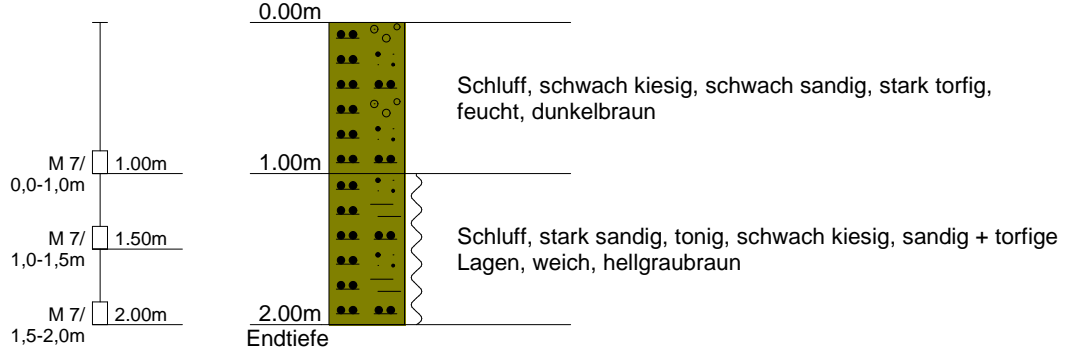 0.00m
Schluff, schwach kiesig, schwach sandig, stark torfig,
feucht, dunkelbraun
M 7/ 1.00m
0,0-1,0m
1.00m
M 7/ 1.50m
1,0-1,5m
Schluff, stark sandig, tonig, schwach kiesig, sandig + torfige
Lagen, weich, hellgraubraun
M 7/ 2.00m
1,5-2,0m
2.00m
Endtiefe